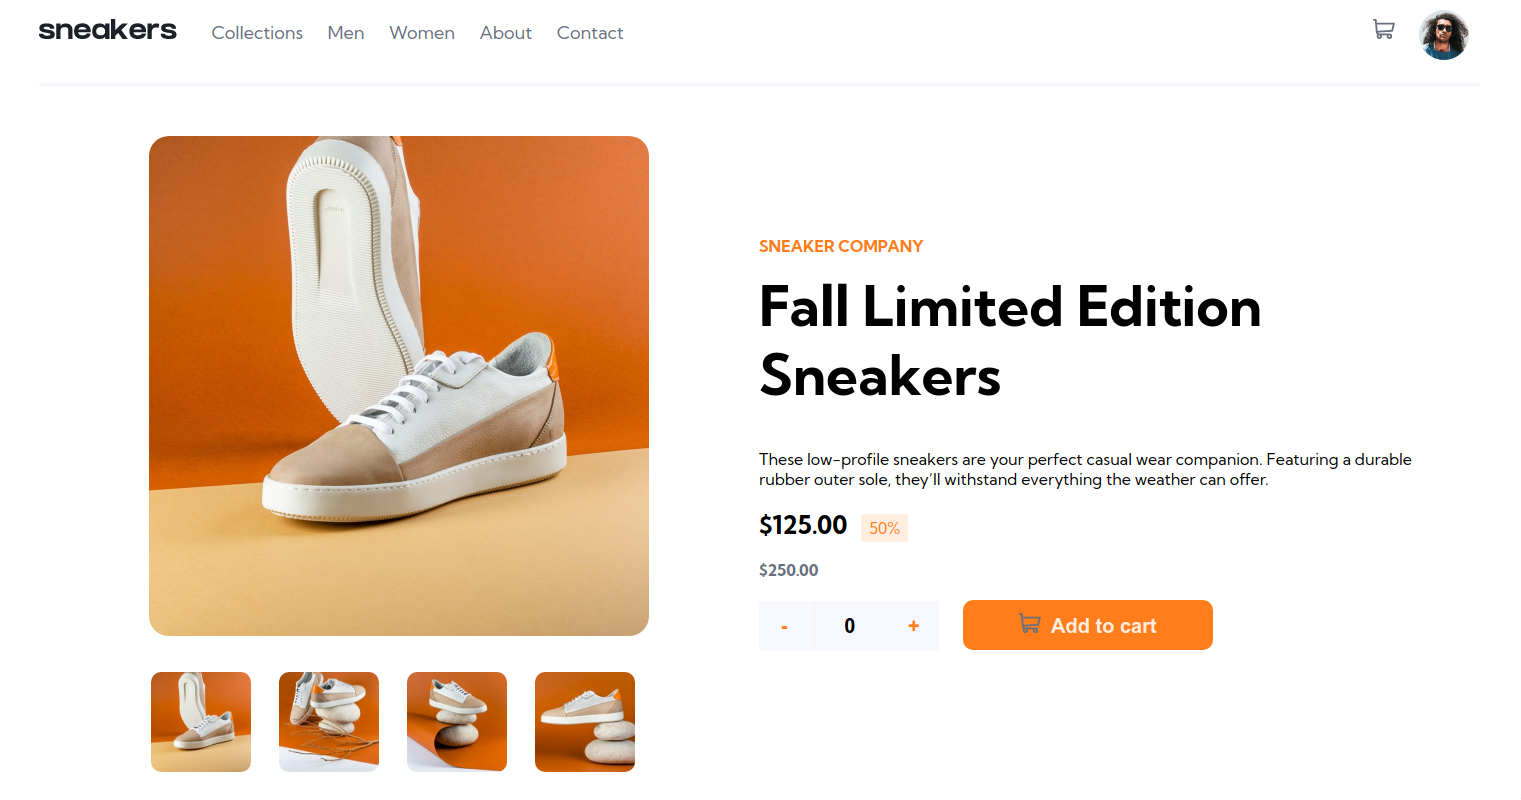 sneakers
Collections Men Women About Contact
SNEAKER COMPANY
Fall Limited Edition
Sneakers
These low-profile sneakers are your perfect casual wear companion. Featuring a durable
rubber outer sole, they’ll withstand everything the weather can offer.
$125.00 50%
$250.00
- 0 + Add to cart